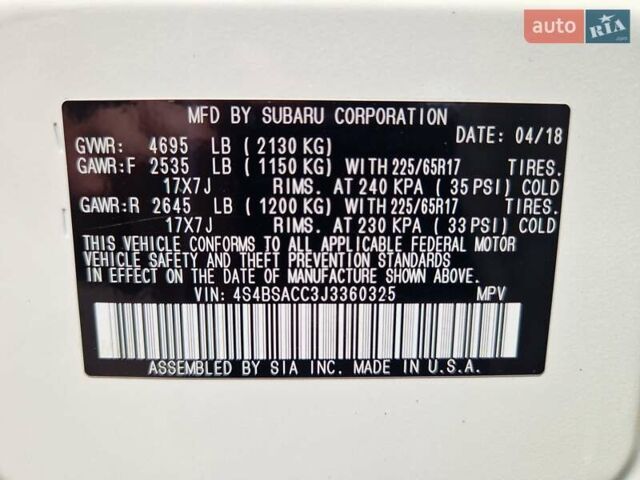 auto RIA.com
MFD BY SUBARU CORPORATION
DATE: 04/18
GVWR: 4695 LB (2130 KG)
GAWR:F 2535 LB (1150 KG) WITH 225/65R17 TIRES.
17X7J RIMS. AT 240 KPA (35 PSI) COLD
GAWR:R 2645 LB (1200 KG) WITH 225/65R17 TIRES.
17X7J RIMS. AT 230 KPA (33 PSI) COLD
THIS VEHICLE CONFORMS TO ALL APPLICABLE FEDERAL MOTOR
VEHICLE SAFETY AND THEFT PREVENTION STANDARDS
IN EFFECT ON THE DATE OF MANUFACTURE SHOWN ABOVE.
VIN: 4S4BSACC3J3360325 MPV
ASSEMBLED BY SIA INC. MADE IN U.S.A.